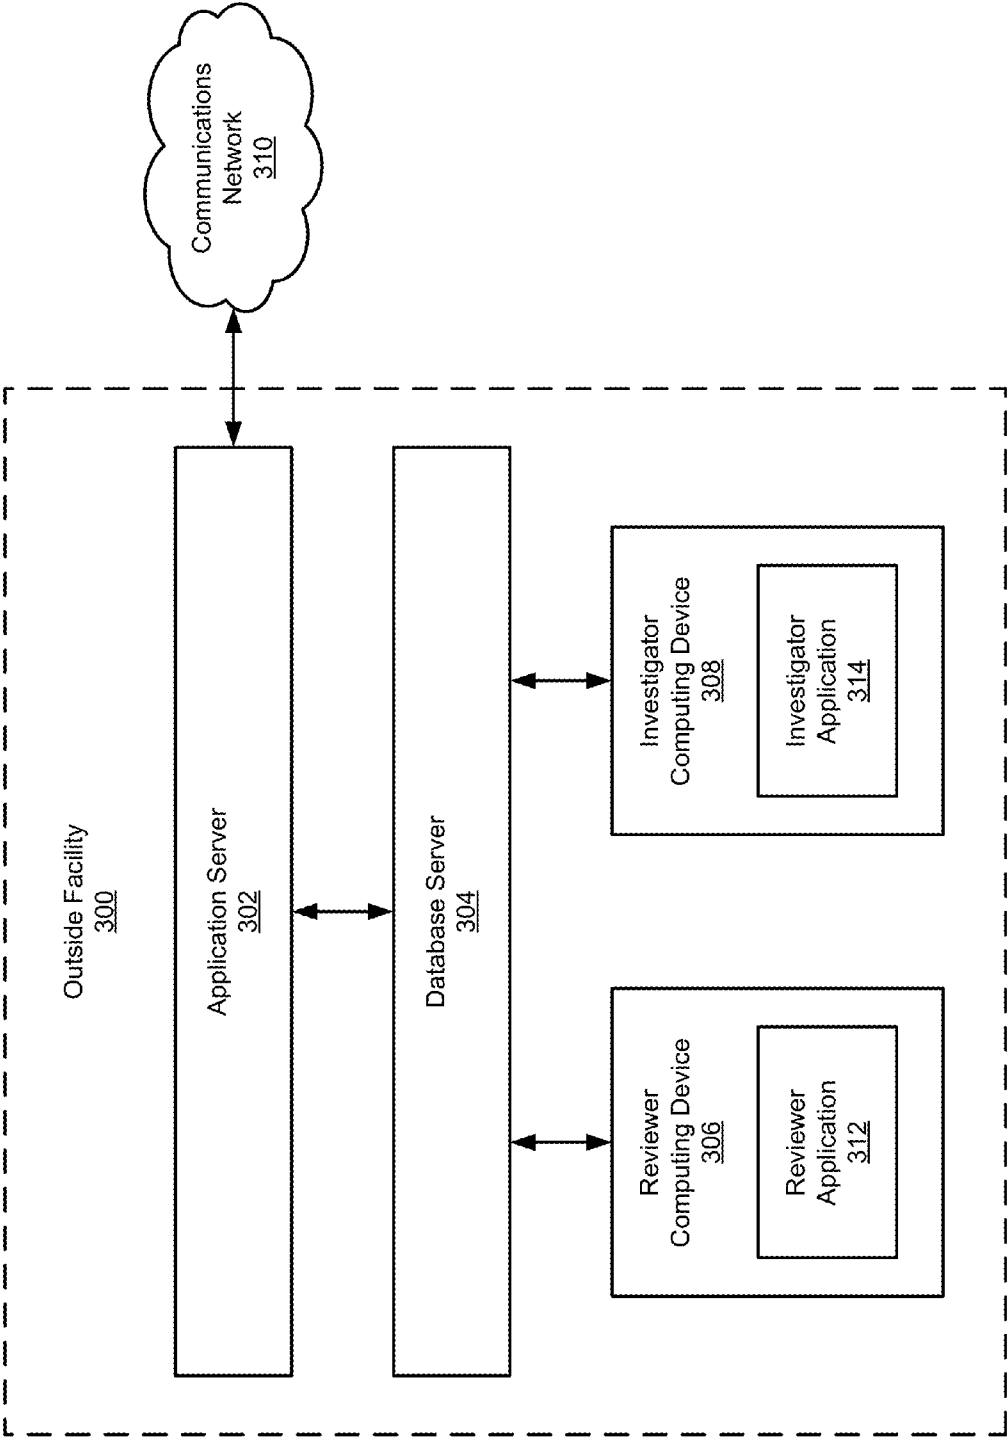 Outside Facility
300
Communications
Network
310
Application Server
302
Database Server
304
Reviewer
Computing Device
306
Reviewer
Application
312
Investigator
Computing Device
308
Investigator
Application
314